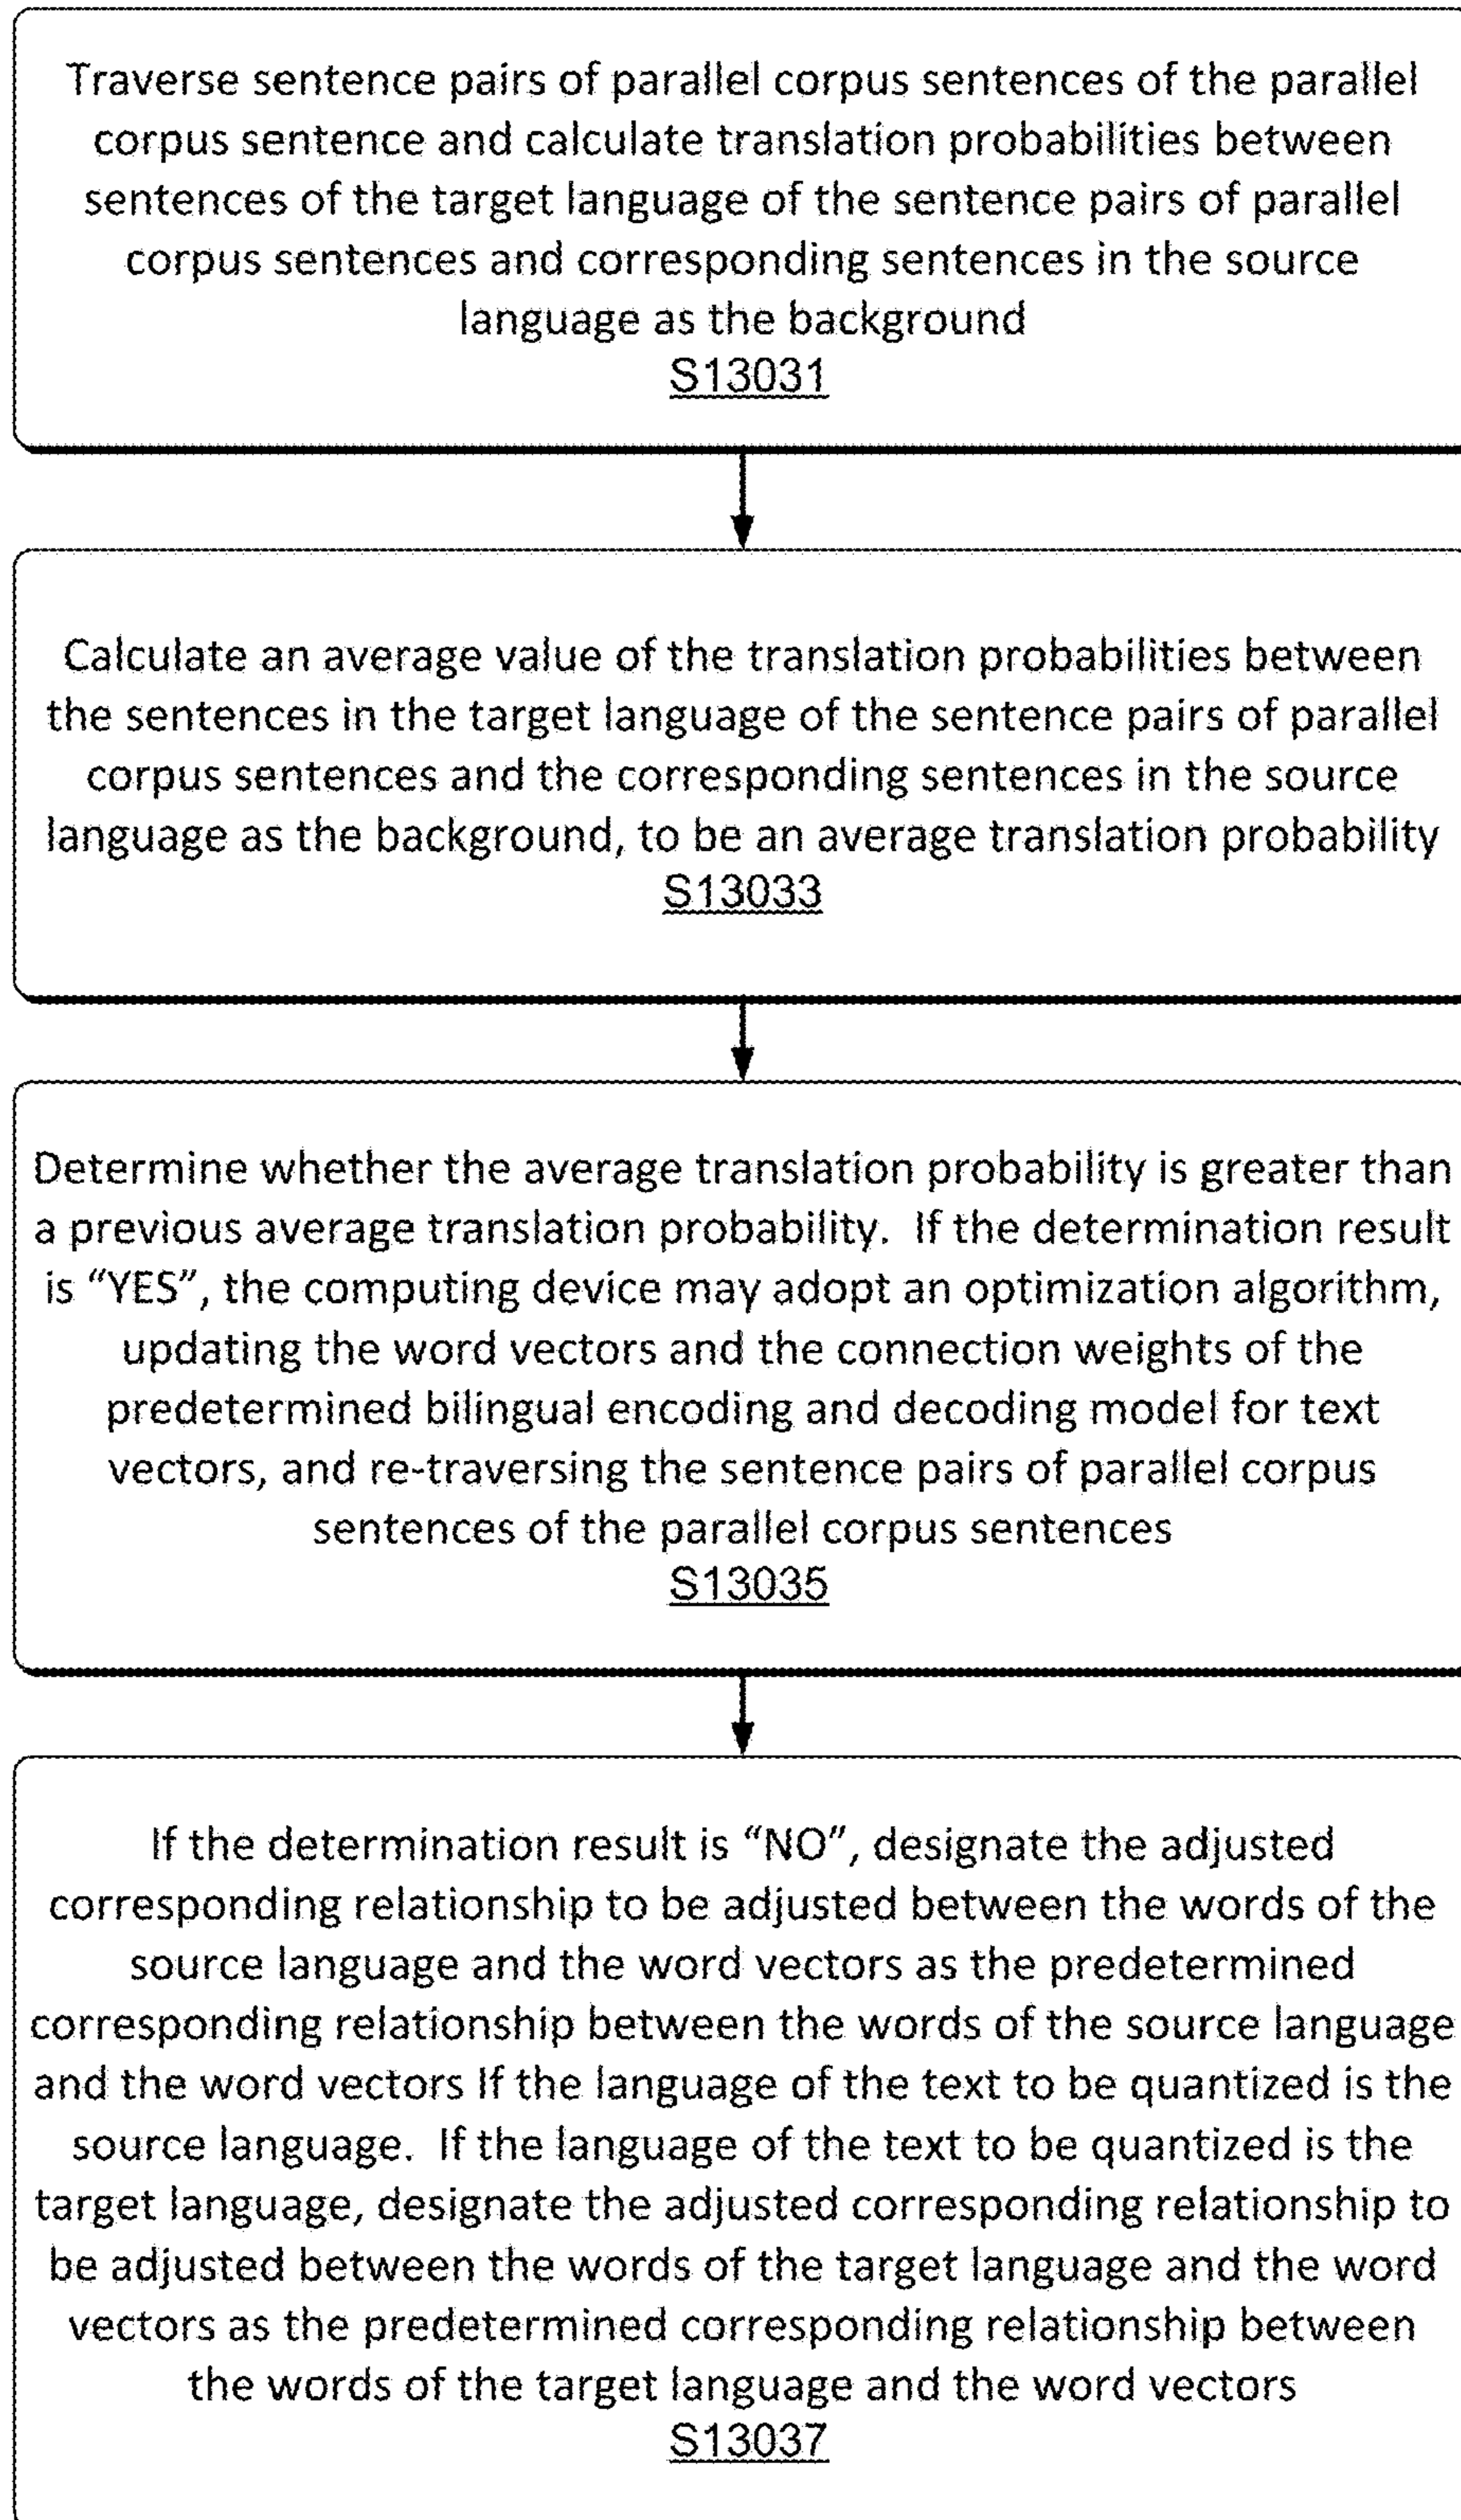 Traverse sentence pairs of parallel corpus sentences of the parallel
corpus sentence and calculate translation probabilities between
sentences of the target language of the sentence pairs of parallel
corpus sentences and corresponding sentences in the source
language as the background
S13031
Calculate an average value of the translation probabilities between
the sentences in the target language of the sentence pairs of parallel
corpus sentences and the corresponding sentences in the source
language as the background, to be an average translation probability
S13033
Determine whether the average translation probability is greater than
a previous average translation probability.  If the determination result
is “YES”, the computing device may adopt an optimization algorithm,
updating the word vectors and the connection weights of the
predetermined bilingual encoding and decoding model for text
vectors, and re-traversing the sentence pairs of parallel corpus
sentences of the parallel corpus sentences
S13035
If the determination result is “NO”, designate the adjusted
corresponding relationship to be adjusted between the words of the
source language and the word vectors as the predetermined
corresponding relationship between the words of the source language
and the word vectors If the language of the text to be quantized is the
source language.  If the language of the text to be quantized is the
target language, designate the adjusted corresponding relationship to
be adjusted between the words of the target language and the word
vectors as the predetermined corresponding relationship between
the words of the target language and the word vectors
S13037